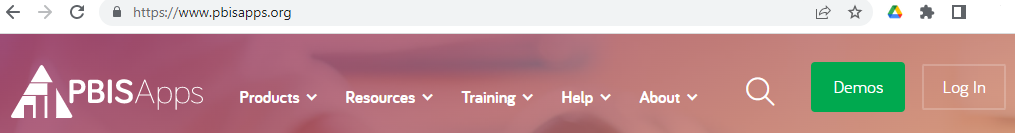 https://www.pbisapps.org
PBISApps Products Resources Training Help About Demos Log In